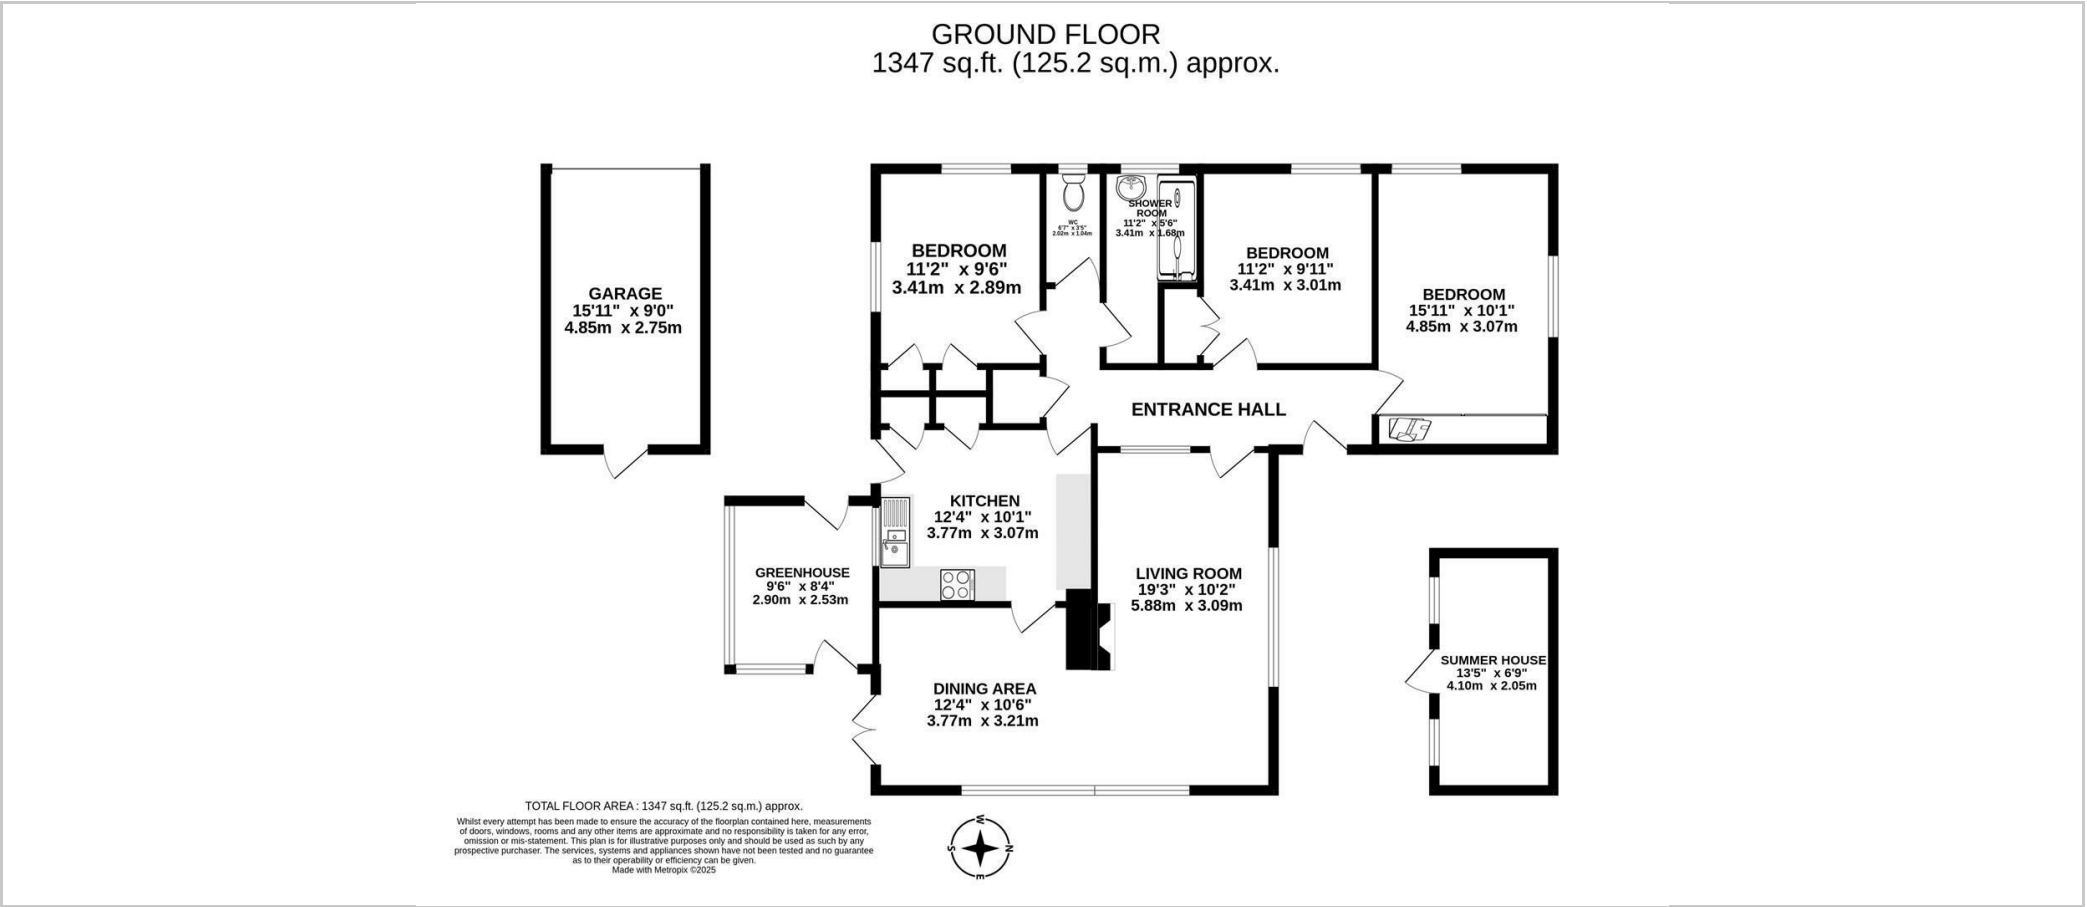 GROUND FLOOR
1347 sq.ft. (125.2 sq.m.) approx.
GARAGE
15'11" x 9'0"
4.85m x 2.75m
BEDROOM
11'2" x 9'6"
3.41m x 2.89m
WC
6'7" x 3'5"
2.02m x 1.04m
SHOWER
ROOM
11'2" x 5'6"
3.41m x 1.68m
BEDROOM
11'2" x 9'11"
3.41m x 3.01m
BEDROOM
15'11" x 10'1"
4.85m x 3.07m
ENTRANCE HALL
KITCHEN
12'4" x 10'1"
3.77m x 3.07m
GREENHOUSE
9'6" x 8'4"
2.90m x 2.53m
LIVING ROOM
19'3" x 10'2"
5.88m x 3.09m
DINING AREA
12'4" x 10'6"
3.77m x 3.21m
SUMMER HOUSE
13'5" x 6'9"
4.10m x 2.05m
TOTAL FLOOR AREA : 1347 sq.ft. (125.2 sq.m.) approx.
Whilst every attempt has been made to ensure the accuracy of the floorplan contained here, measurements
of doors, windows, rooms and any other items are approximate and no responsibility is taken for any error,
omission or mis-statement. This plan is for illustrative purposes only and should be used as such by any
prospective purchaser. The services, systems and appliances shown have not been tested and no guarantee
as to their operability or efficiency can be given.
Made with Metropix ©2025
W
S
N
E